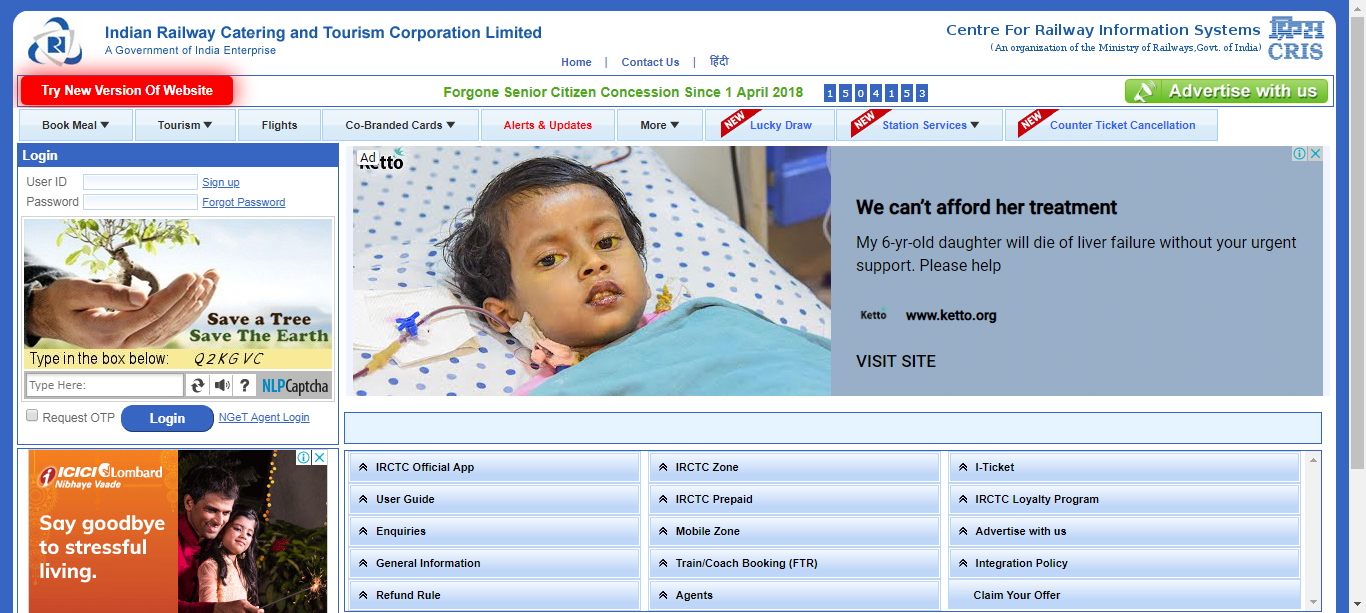 Indian Railway Catering and Tourism Corporation Limited
A Government of India Enterprise
Centre For Railway Information Systems
(An organization of the Ministry of Railways,Govt. of India)
CRIS
Home | Contact Us | हिंदी
Try New Version Of Website
Forgone Senior Citizen Concession Since 1 April 2018 1 5 0 4 1 5 3
Advertise with us
Book Meal ▼ Tourism ▼ Flights Co-Branded Cards ▼ Alerts & Updates More ▼ NEW Lucky Draw NEW Station Services ▼ NEW Counter Ticket Cancellation
Login
User ID Sign up
Password Forgot Password
Save a Tree
Save The Earth
Type in the box below: Q2KGVC
Type Here: ? NLPCaptcha
Request OTP Login NGeT Agent Login
ICICI Lombard
Nibhaye Vaade
Say goodbye
to stressful
living.
Ad
Ketto
We can't afford her treatment
My 6-yr-old daughter will die of liver failure without your urgent
support. Please help
Ketto www.ketto.org
VISIT SITE
IRCTC Official App IRCTC Zone I-Ticket
User Guide IRCTC Prepaid IRCTC Loyalty Program
Enquiries Mobile Zone Advertise with us
General Information Train/Coach Booking (FTR) Integration Policy
Refund Rule Agents Claim Your Offer